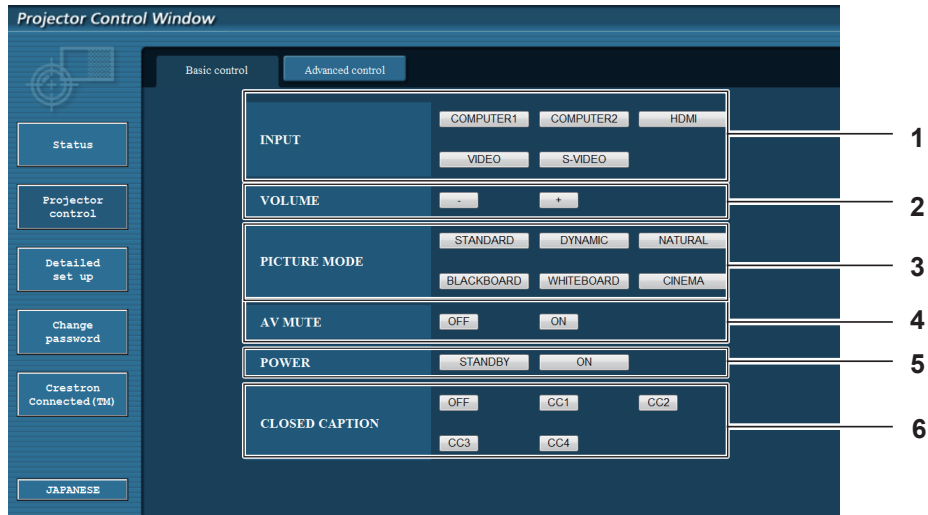 Projector Control Window
Basic control
Advanced control
Status
Projector
control
Detailed
set up
Change
password
Crestron
Connected(TM)
JAPANESE
INPUT
COMPUTER1 COMPUTER2 HDMI
VIDEO S-VIDEO
1
VOLUME
- +
2
PICTURE MODE
STANDARD DYNAMIC NATURAL
BLACKBOARD WHITEBOARD CINEMA
3
AV MUTE
OFF ON
4
POWER
STANDBY ON
5
CLOSED CAPTION
OFF CC1 CC2
CC3 CC4
6